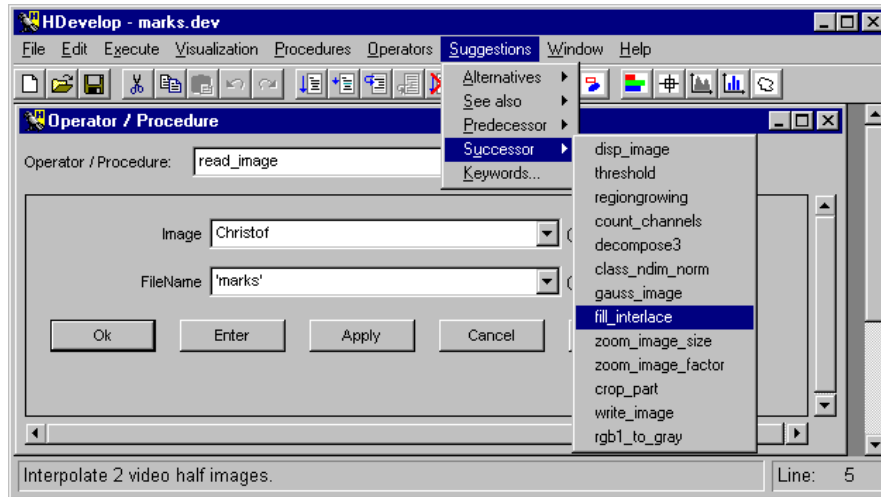 HDevelop - marks.dev
File Edit Execute Visualization Procedures Operators Suggestions Window Help
Alternatives
See also
Predecessor
Successor
Keywords...
Operator / Procedure
Operator / Procedure: read_image
disp_image
threshold
regiongrowing
count_channels
decompose3
class_ndim_norm
gauss_image
fill_interlace
zoom_image_size
zoom_image_factor
crop_part
write_image
rgb1_to_gray
Image Christof
FileName 'marks'
Ok Enter Apply Cancel
Interpolate 2 video half images. Line: 5